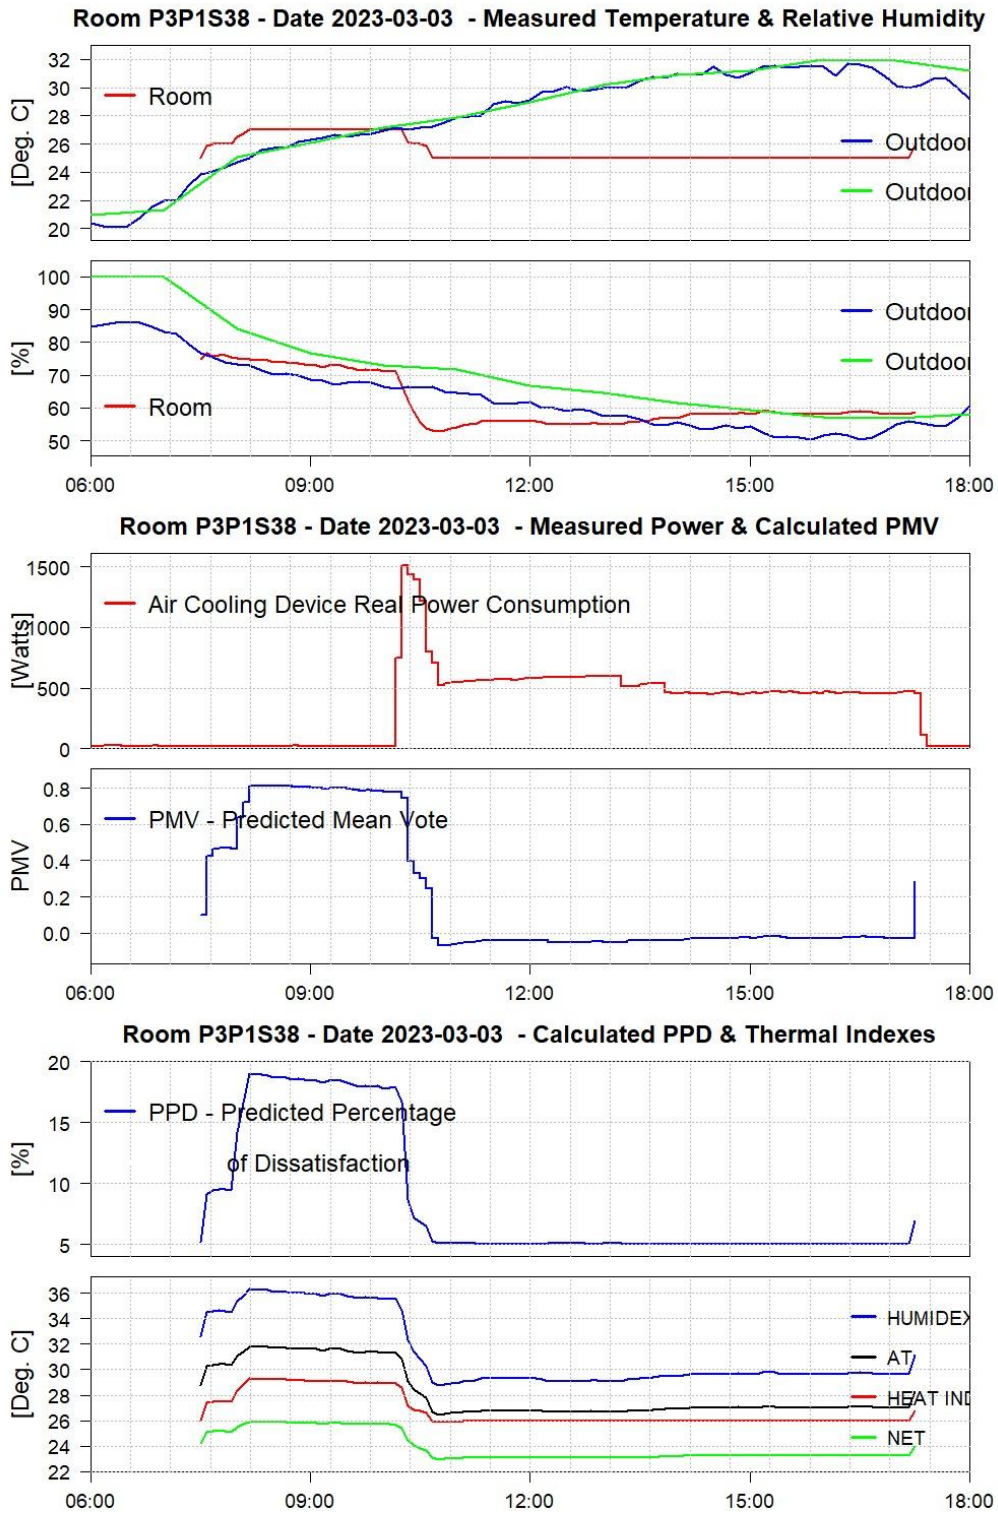 Room P3P1S38 - Date 2023-03-03 - Measured Temperature & Relative Humidity
[Deg. C]
32
30
28
26
24
22
20
Room
Outdoor
Outdoor
[%]
100
90
80
70
60
50
Outdoor
Outdoor
Room
06:00 09:00 12:00 15:00 18:00
Room P3P1S38 - Date 2023-03-03 - Measured Power & Calculated PMV
[Watts]
1500
1000
500
0
Air Cooling Device Real Power Consumption
PMV
0.8
0.6
0.4
0.2
0.0
PMV - Predicted Mean Vote
06:00 09:00 12:00 15:00 18:00
Room P3P1S38 - Date 2023-03-03 - Calculated PPD & Thermal Indexes
[%]
20
15
10
5
PPD - Predicted Percentage
of Dissatisfaction
[Deg. C]
36
34
32
30
28
26
24
22
HUMIDEX
AT
HEAT IND
NET
06:00 09:00 12:00 15:00 18:00